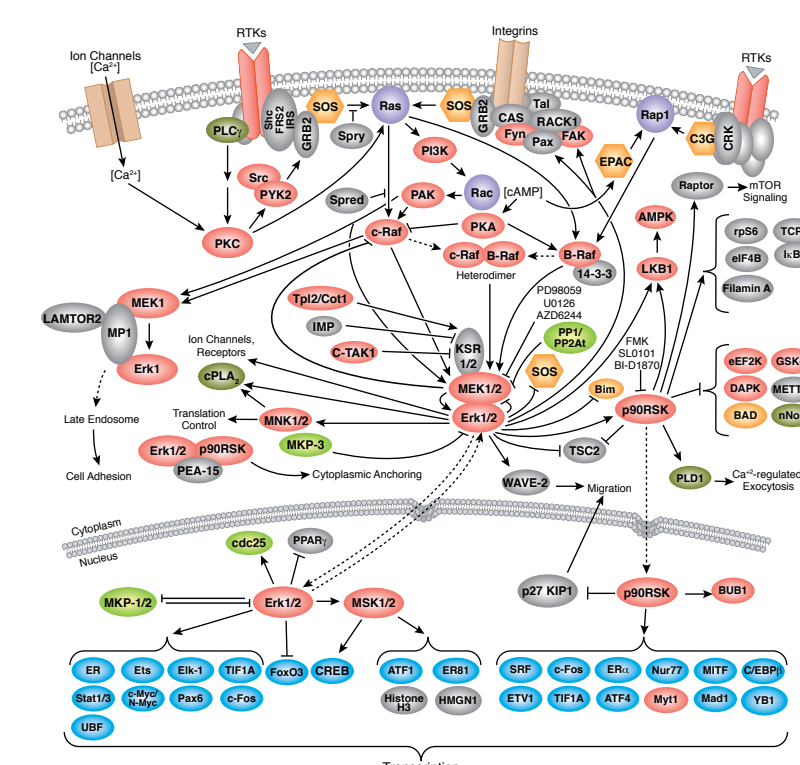 RTKs
Integrins
RTKs
Ion Channels
[Ca²⁺]
PLCγ
Shc
FRS2
IRS
GRB2
SOS
Spry
Ras
SOS
GRB2
CAS
Tal
RACK1
Fyn
Pax
FAK
Rap1
C3G
CRK
EPAC
PI3K
[Ca²⁺]
Src
PYK2
Spred
PAK
Rac
[cAMP]
Raptor
mTOR
Signaling
PKC
c-Raf
PKA
AMPK
rpS6
TCP
c-Raf
B-Raf
Heterodimer
B-Raf
14-3-3
LKB1
eIF4B
IκB
Filamin A
PD98059
U0126
AZD6244
MEK1
LAMTOR2
MP1
Erk1
Tpl2/Cot1
IMP
C-TAK1
KSR
1/2
PP1/
PP2At
FMK
SL0101
BI-D1870
Ion Channels,
Receptors
cPLA₂
MEK1/2
SOS
Bim
eEF2K
GSK
DAPK
METT
BAD
nNo
p90RSK
Late Endosome
Translation
Control
MNK1/2
Erk1/2
MKP-3
TSC2
Erk1/2
p90RSK
PEA-15
Cytoplasmic Anchoring
Cell Adhesion
WAVE-2
Migration
PLD1
Ca⁺²-regulated
Exocytosis
Cytoplasm
Nucleus
cdc25
PPARγ
MKP-1/2
Erk1/2
MSK1/2
p27 KIP1
p90RSK
BUB1
ER
Ets
Elk-1
TIF1A
FoxO3
CREB
ATF1
ER81
SRF
c-Fos
ERα
Nur77
MITF
C/EBPβ
Stat1/3
c-Myc/
N-Myc
Pax6
c-Fos
Histone
H3
HMGN1
ETV1
TIF1A
ATF4
Myt1
Mad1
YB1
UBF